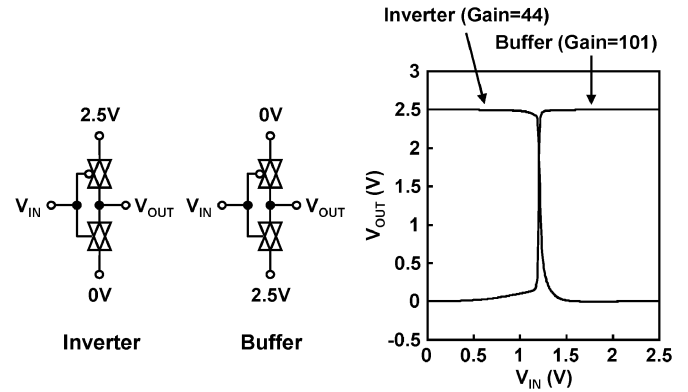 Inverter (Gain=44)
Buffer (Gain=101)
2.5V
0V
V_IN
V_OUT
V_IN
V_OUT
0V
2.5V
Inverter
Buffer
3
2.5
2
1.5
1
0.5
0
-0.5
V_OUT (V)
0 0.5 1 1.5 2 2.5
V_IN (V)